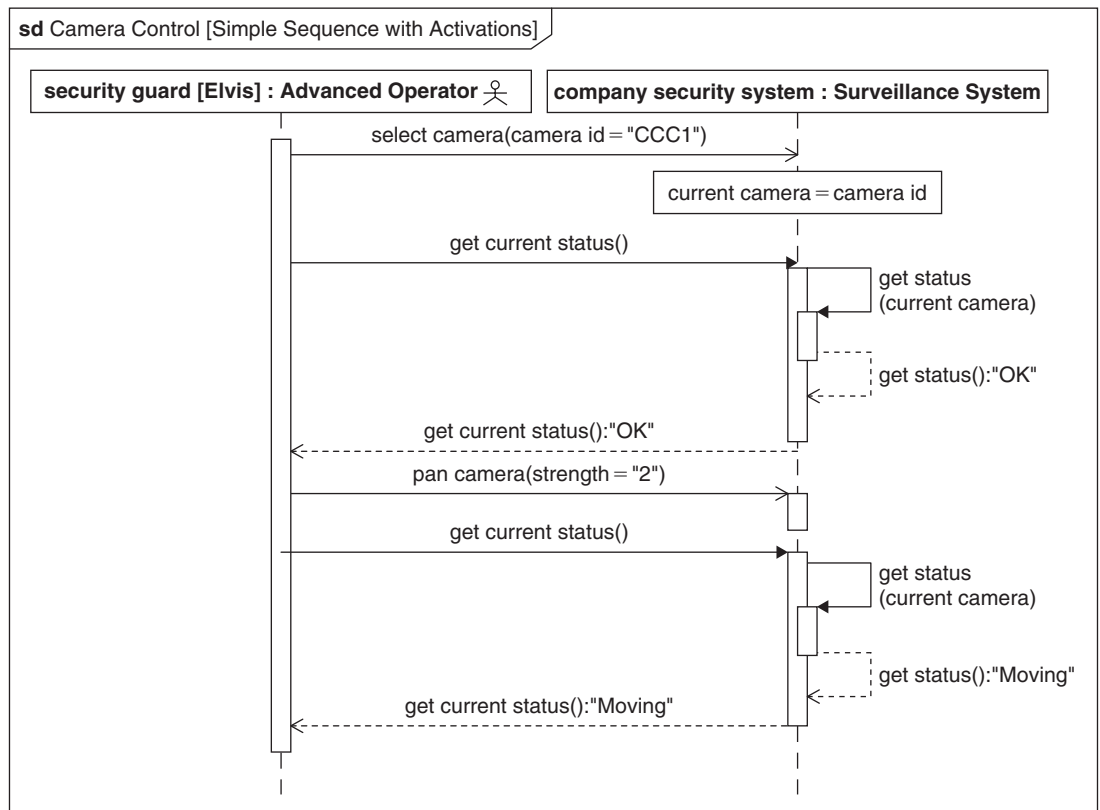 sd Camera Control [Simple Sequence with Activations]
security guard [Elvis] : Advanced Operator
company security system : Surveillance System
select camera(camera id = "CCC1")
current camera = camera id
get current status()
get status
(current camera)
get status():"OK"
get current status():"OK"
pan camera(strength = "2")
get current status()
get status
(current camera)
get status():"Moving"
get current status():"Moving"